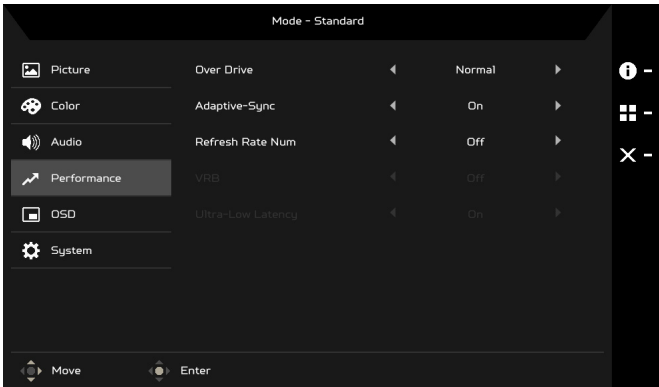 Mode - Standard
Picture
Over Drive Normal
Color
Adaptive-Sync On
Audio
Refresh Rate Num Off
Performance
VRB Off
OSD
Ultra-Low Latency On
System
Move Enter